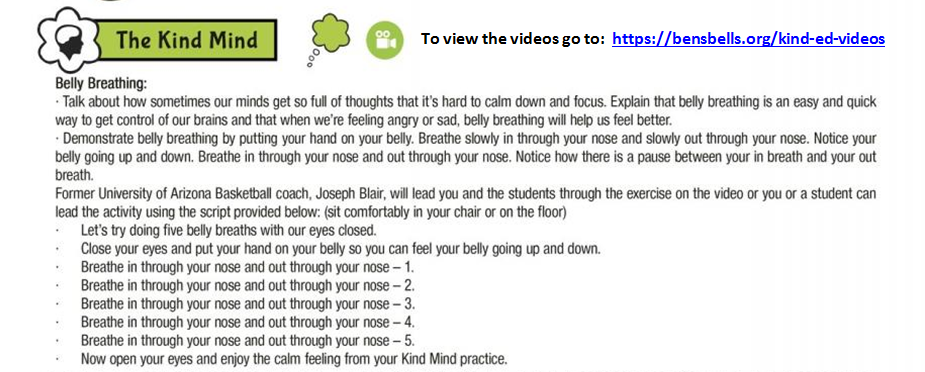 The Kind Mind
To view the videos go to: https://bensbells.org/kind-ed-videos
Belly Breathing:
· Talk about how sometimes our minds get so full of thoughts that it's hard to calm down and focus. Explain that belly breathing is an easy and quick
way to get control of our brains and that when we're feeling angry or sad, belly breathing will help us feel better.
· Demonstrate belly breathing by putting your hand on your belly. Breathe slowly in through your nose and slowly out through your nose. Notice your
belly going up and down. Breathe in through your nose and out through your nose. Notice how there is a pause between your in breath and your out
breath.
Former University of Arizona Basketball coach, Joseph Blair, will lead you and the students through the exercise on the video or you or a student can
lead the activity using the script provided below: (sit comfortably in your chair or on the floor)
· Let's try doing five belly breaths with our eyes closed.
· Close your eyes and put your hand on your belly so you can feel your belly going up and down.
· Breathe in through your nose and out through your nose – 1.
· Breathe in through your nose and out through your nose – 2.
· Breathe in through your nose and out through your nose – 3.
· Breathe in through your nose and out through your nose – 4.
· Breathe in through your nose and out through your nose – 5.
· Now open your eyes and enjoy the calm feeling from your Kind Mind practice.